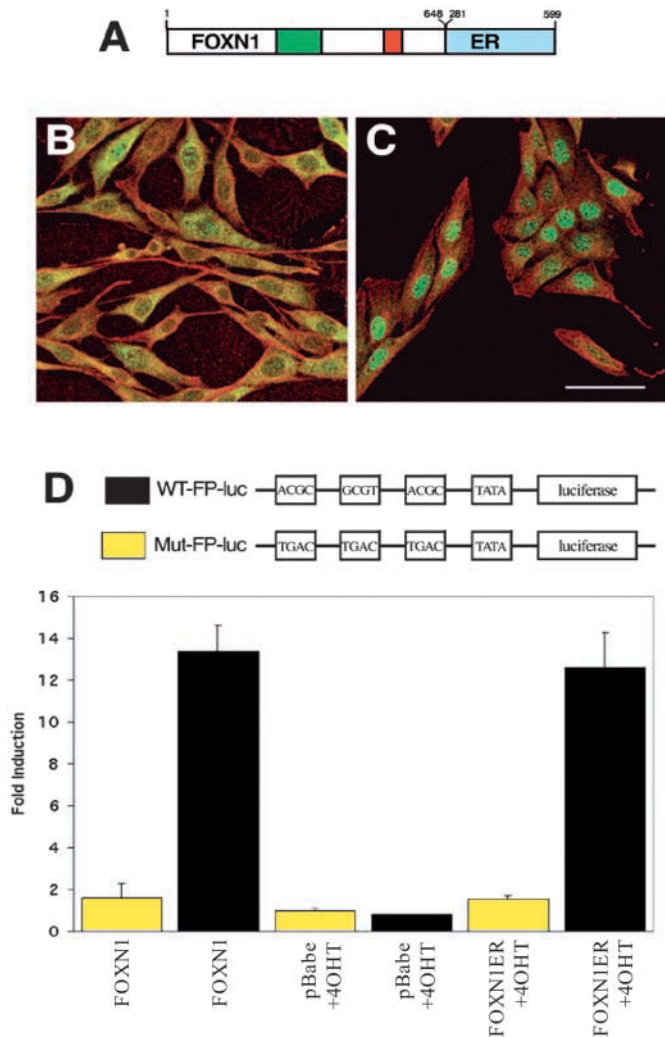 A
1
648
281
599
FOXN1
ER
B
C
D
WT-FP-luc
ACGC
GCGT
ACGC
TATA
luciferase
Mut-FP-luc
TGAC
TGAC
TGAC
TATA
luciferase
16
14
12
10
8
6
4
2
0
Fold Induction
FOXN1
FOXN1
pBabe
+4OHT
pBabe
+4OHT
FOXN1ER
+4OHT
FOXN1ER
+4OHT